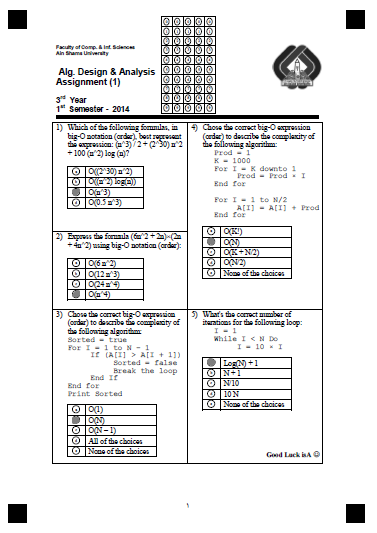 Faculty of Comp. & Inf. Sciences
Ain Shams University
Alg. Design & Analysis
Assignment (1)
3rd Year
1st Semester - 2014
1) Which of the following formulas, in
big-O notation (order), best represent
the expression: (n^3) / 2 + (2^30) n^2
+ 100 (n^2) log (n)?
O((2^30) n^2)
O((n^2) log(n))
O(n^3)
O(0.5 n^3)
2) Express the formula (6n^2 + 2n)×(2n
+ 4n^2) using big-O notation (order):
O(6 n^2)
O(12 n^3)
O(24 n^4)
O(n^4)
3) Chose the correct big-O expression
(order) to describe the complexity of
the following algorithm:
Sorted = true
For I = 1 to N - 1
If (A[I] > A[I + 1])
Sorted = false
Break the loop
End If
End for
Print Sorted
O(1)
O(N)
O(N – 1)
All of the choices
None of the choices
4) Chose the correct big-O expression
(order) to describe the complexity of
the following algorithm:
Prod = 1
K = 1000
For I = K downto 1
Prod = Prod × I
End for
For I = 1 to N/2
A[I] = A[I] + Prod
End for
O(K!)
O(N)
O(K + N/2)
O(N/2)
None of the choices
5) What's the correct number of
iterations for the following loop:
I = 1
While I < N Do
I = 10 × I
Log(N) + 1
N + 1
N/10
10 N
None of the choices
Good Luck isA ☺
١